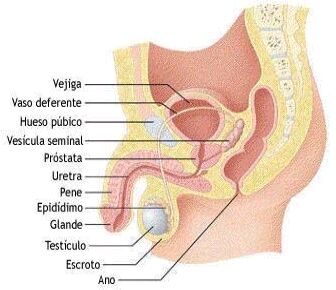 Vejiga
Vaso deferente
Hueso púbico
Vesícula seminal
Próstata
Uretra
Pene
Epidídimo
Glande
Testículo
Escroto
Ano